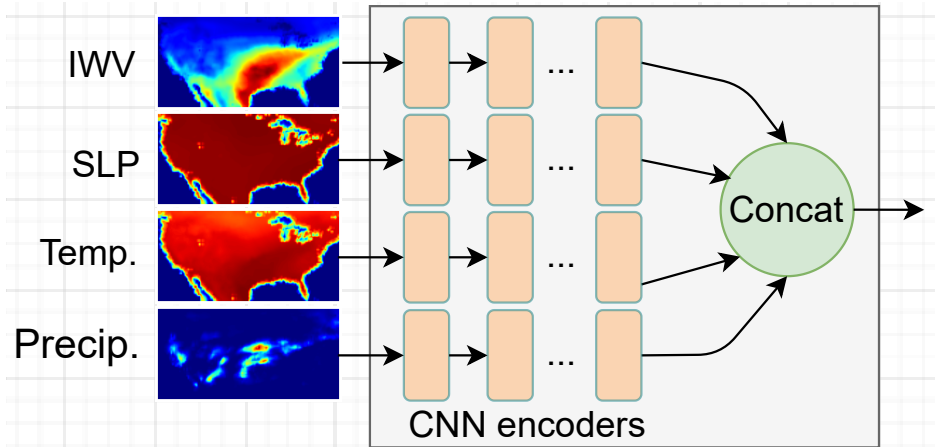 IWV
...
SLP
...
Concat
Temp.
...
Precip.
...
CNN encoders